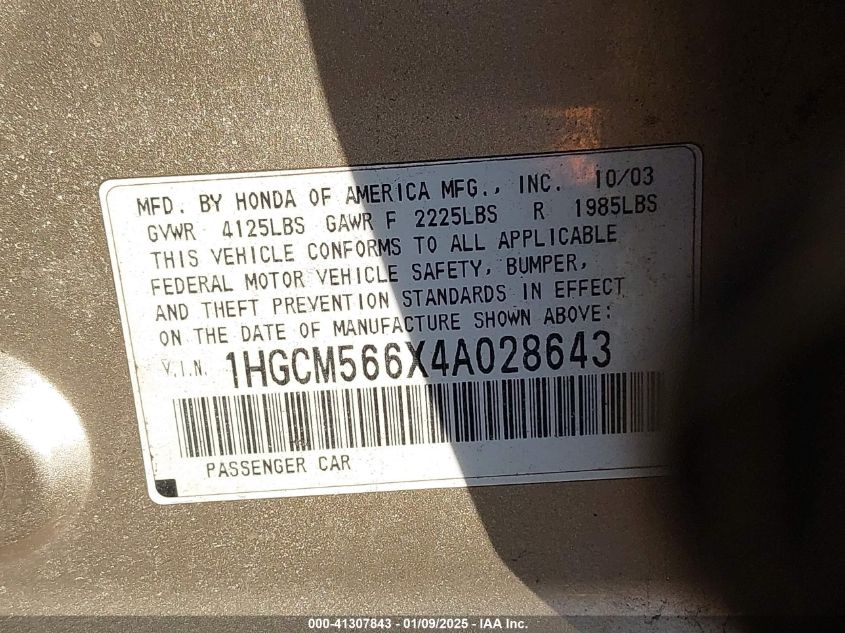 MFD. BY HONDA OF AMERICA MFG., INC. 10/03
GVWR 4125LBS GAWR F 2225LBS R 1985LBS
THIS VEHICLE CONFORMS TO ALL APPLICABLE
FEDERAL MOTOR VEHICLE SAFETY, BUMPER,
AND THEFT PREVENTION STANDARDS IN EFFECT
ON THE DATE OF MANUFACTURE SHOWN ABOVE:
V.I.N. 1HGCM566X4A028643
PASSENGER CAR
000-41307843 | 01/09/2025 - © IAA Inc.